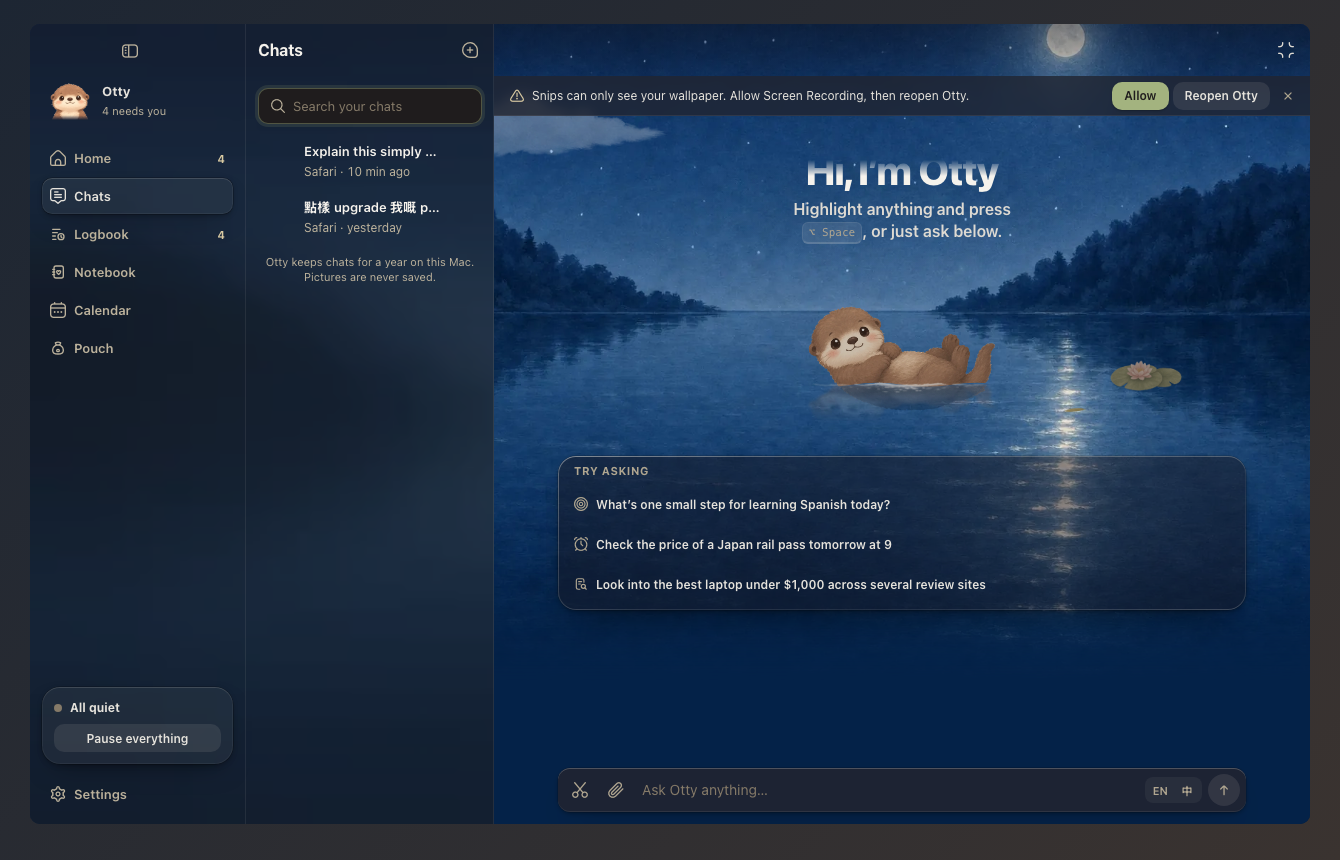 Chats
Otty
4 needs you
Home 4
Chats
Logbook 4
Notebook
Calendar
Pouch
All quiet
Pause everything
Settings
Search your chats
Explain this simply ...
Safari · 10 min ago
點樣 upgrade 我嘅 p...
Safari · yesterday
Otty keeps chats for a year on this Mac.
Pictures are never saved.
Snips can only see your wallpaper. Allow Screen Recording, then reopen Otty.
Allow
Reopen Otty
Hi, I'm Otty
Highlight anything and press
⌥ Space, or just ask below.
TRY ASKING
What's one small step for learning Spanish today?
Check the price of a Japan rail pass tomorrow at 9
Look into the best laptop under $1,000 across several review sites
Ask Otty anything...
EN 中